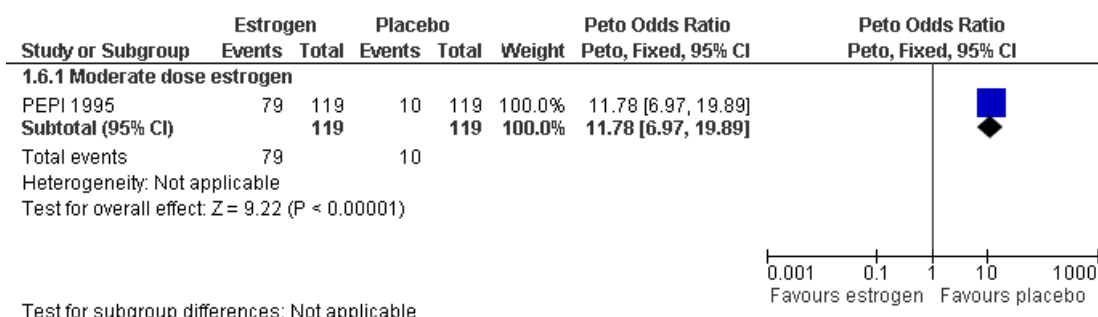 Estrogen Placebo Peto Odds Ratio Peto Odds Ratio
Study or Subgroup Events Total Events Total Weight Peto, Fixed, 95% CI Peto, Fixed, 95% CI
1.6.1 Moderate dose estrogen
PEPI 1995 79 119 10 119 100.0% 11.78 [6.97, 19.89]
Subtotal (95% CI) 119 119 100.0% 11.78 [6.97, 19.89]
Total events 79 10
Heterogeneity: Not applicable
Test for overall effect: Z = 9.22 (P < 0.00001)
0.001 0.1 1 10 1000
Favours estrogen Favours placebo
Test for subgroup differences: Not applicable